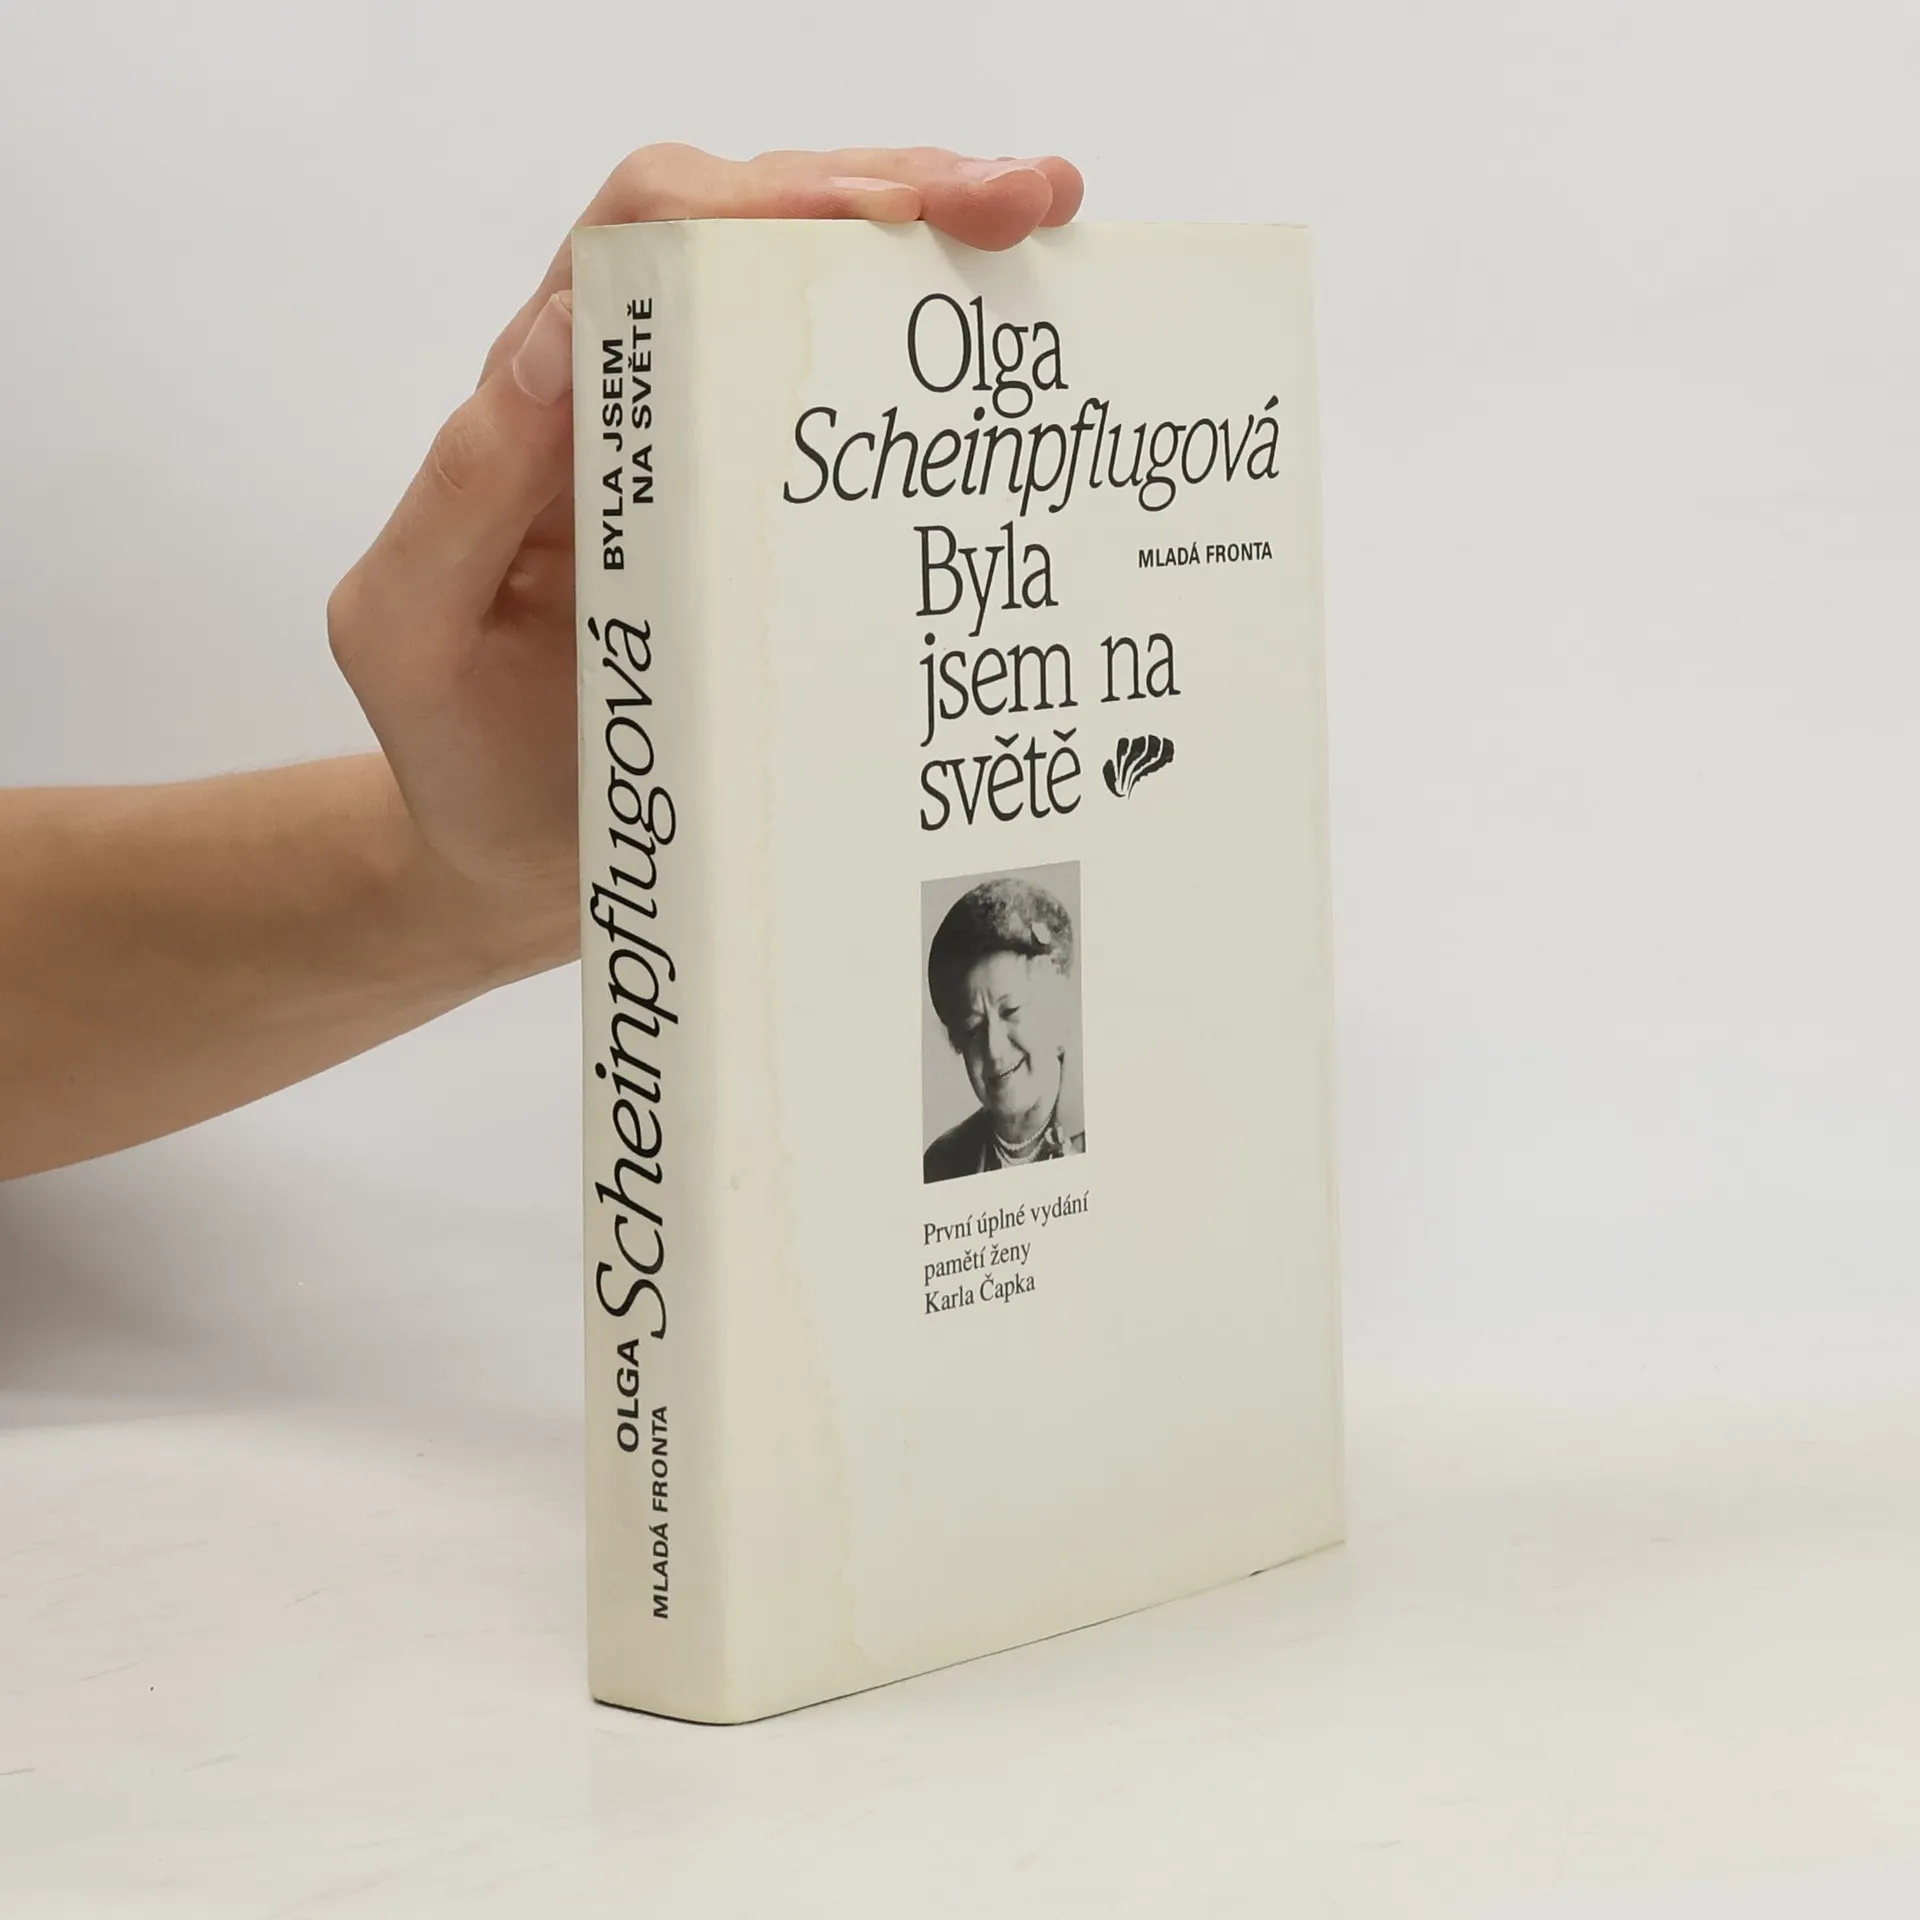 Olga
Scheinpflugová
Byla
MLADÁ FRONTA
jsem na
světě
První úplné vydání
pamětí ženy
Karla Čapka
MLADÁ FRONTA
OLGA Scheinpflugová
BYLA JSEM
NA SVĚTĚ